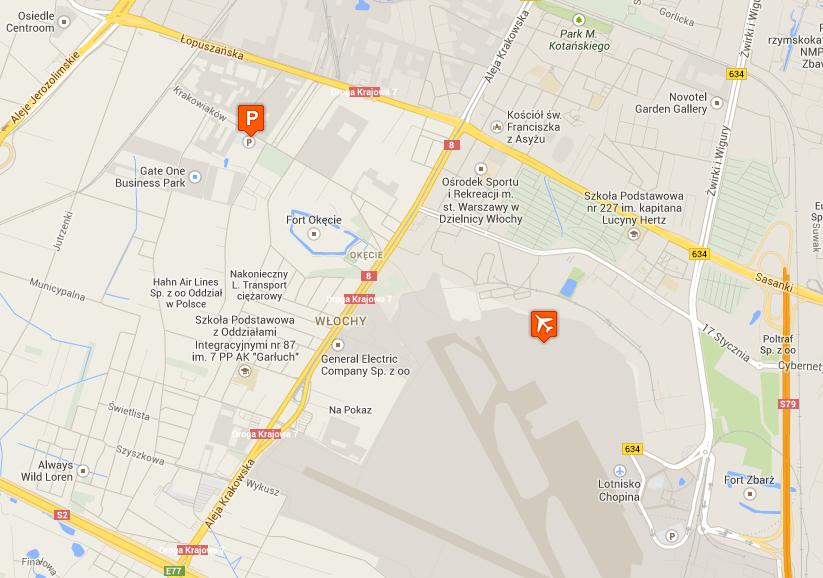 Osiedle
Centroom
Aleje Jerozolimskie
Łopuszańska
Krakowiaków
P
P
Gate One
Business Park
Jutrzenki
Fort Okęcie
Municypalna
Hahn Air Lines
Sp. z oo Oddział
w Polsce
Nakonieczny
L. Transport
ciężarowy
Szkoła Podstawowa
z Oddziałami
Integracyjnymi nr 87
im. 7 PP AK "Garłuch"
OKĘCIE
8
Droga Krajowa 7
WŁOCHY
General Electric
Company Sp. z oo
Na Pokaz
Droga Krajowa 7
Świetlista
Szyszkowa
Always
Wild Loren
Wykusz
Aleja Krakowska
S2
Droga Krajowa 7
E77
Finałowa
Droga Krajowa 7
8
Aleja Krakowska
Park M.
Kotańskiego
Gorlicka
Żwirki i Wigury
634
Novotel
Garden Gallery
rzymskoka
NMP
Zbav
Kościół św.
Franciszka
z Asyżu
Ośrodek Sportu
i Rekreacji m.
st. Warszawy w
Dzielnicy Włochy
Szkoła Podstawowa
nr 227 im. kapitana
Lucyny Hertz
Żwirki i Wigury
634
Sasanki
Suwak
17 Stycznia
Poltraf
Sp. z oo
Cybernety
S79
634
Lotnisko
Chopina
Fort Zbarż
P